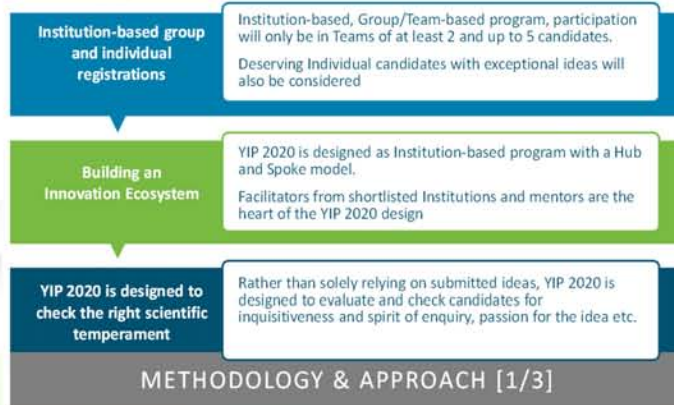 Institution-based group
and individual
registrations
Institution-based, Group/Team-based program, participation
will only be in Teams of at least 2 and up to 5 candidates.
Deserving Individual candidates with exceptional ideas will
also be considered
Building an
Innovation Ecosystem
YIP 2020 is designed as Institution-based program with a Hub
and Spoke model.
Facilitators from shortlisted Institutions and mentors are the
heart of the YIP 2020 design
YIP 2020 is designed to
check the right scientific
temperament
Rather than solely relying on submitted ideas, YIP 2020 is
designed to evaluate and check candidates for
inquisitiveness and spirit of enquiry, passion for the idea etc.
METHODOLOGY & APPROACH [1/3]